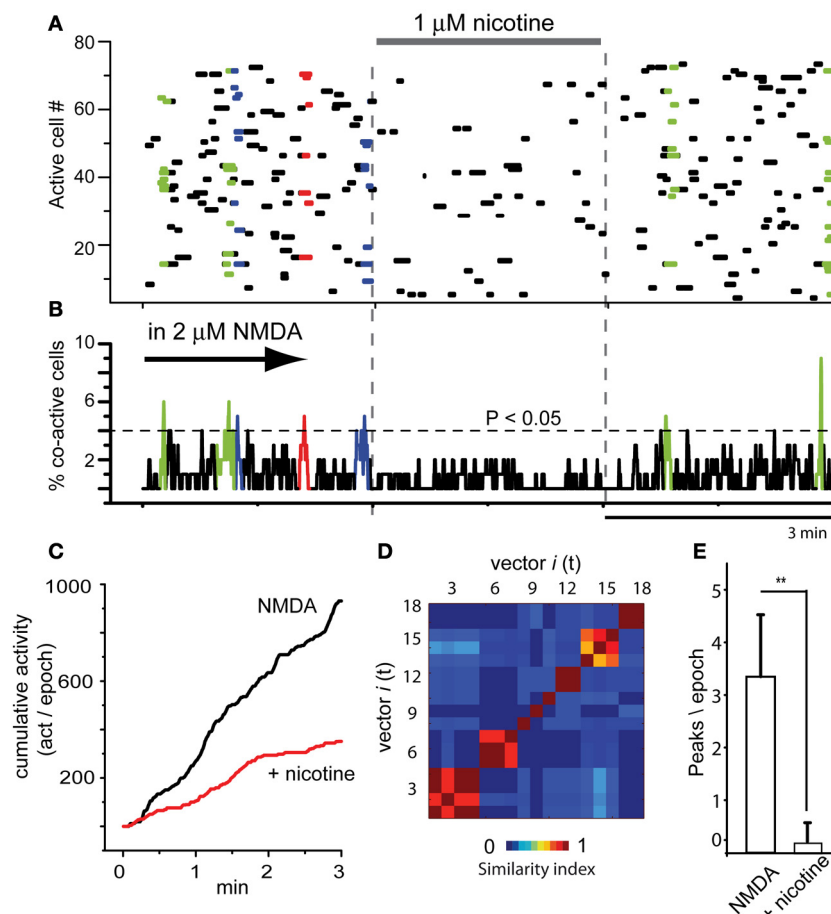 A
1 μM nicotine
80
60
40
20
Active cell #
B
in 2 μM NMDA
10
8
6
4
2
% co-active cells
P < 0.05
3 min
C
1000
600
200
cumulative activity
(act / epoch)
NMDA
+ nicotine
0 1 2 3
min
D
vector i (t)
3 6 9 12 15 18
18
15
12
9
6
3
vector i (t)
0 1
Similarity index
E
**
5
4
3
2
1
0
Peaks \ epoch
NMDA
nicotine